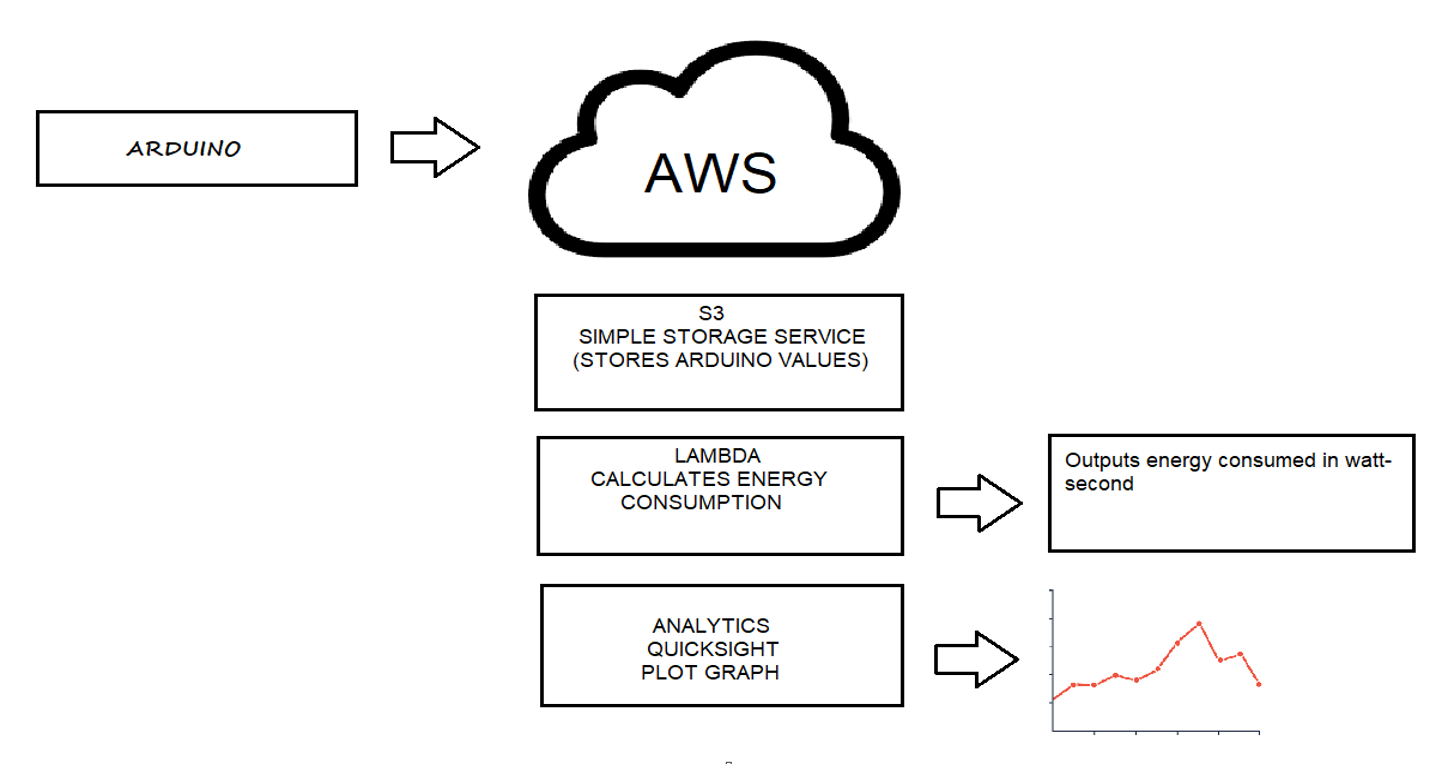 ARDUINO
AWS
S3
SIMPLE STORAGE SERVICE
(STORES ARDUINO VALUES)
LAMBDA
CALCULATES ENERGY
CONSUMPTION
Outputs energy consumed in watt-
second
ANALYTICS
QUICKSIGHT
PLOT GRAPH